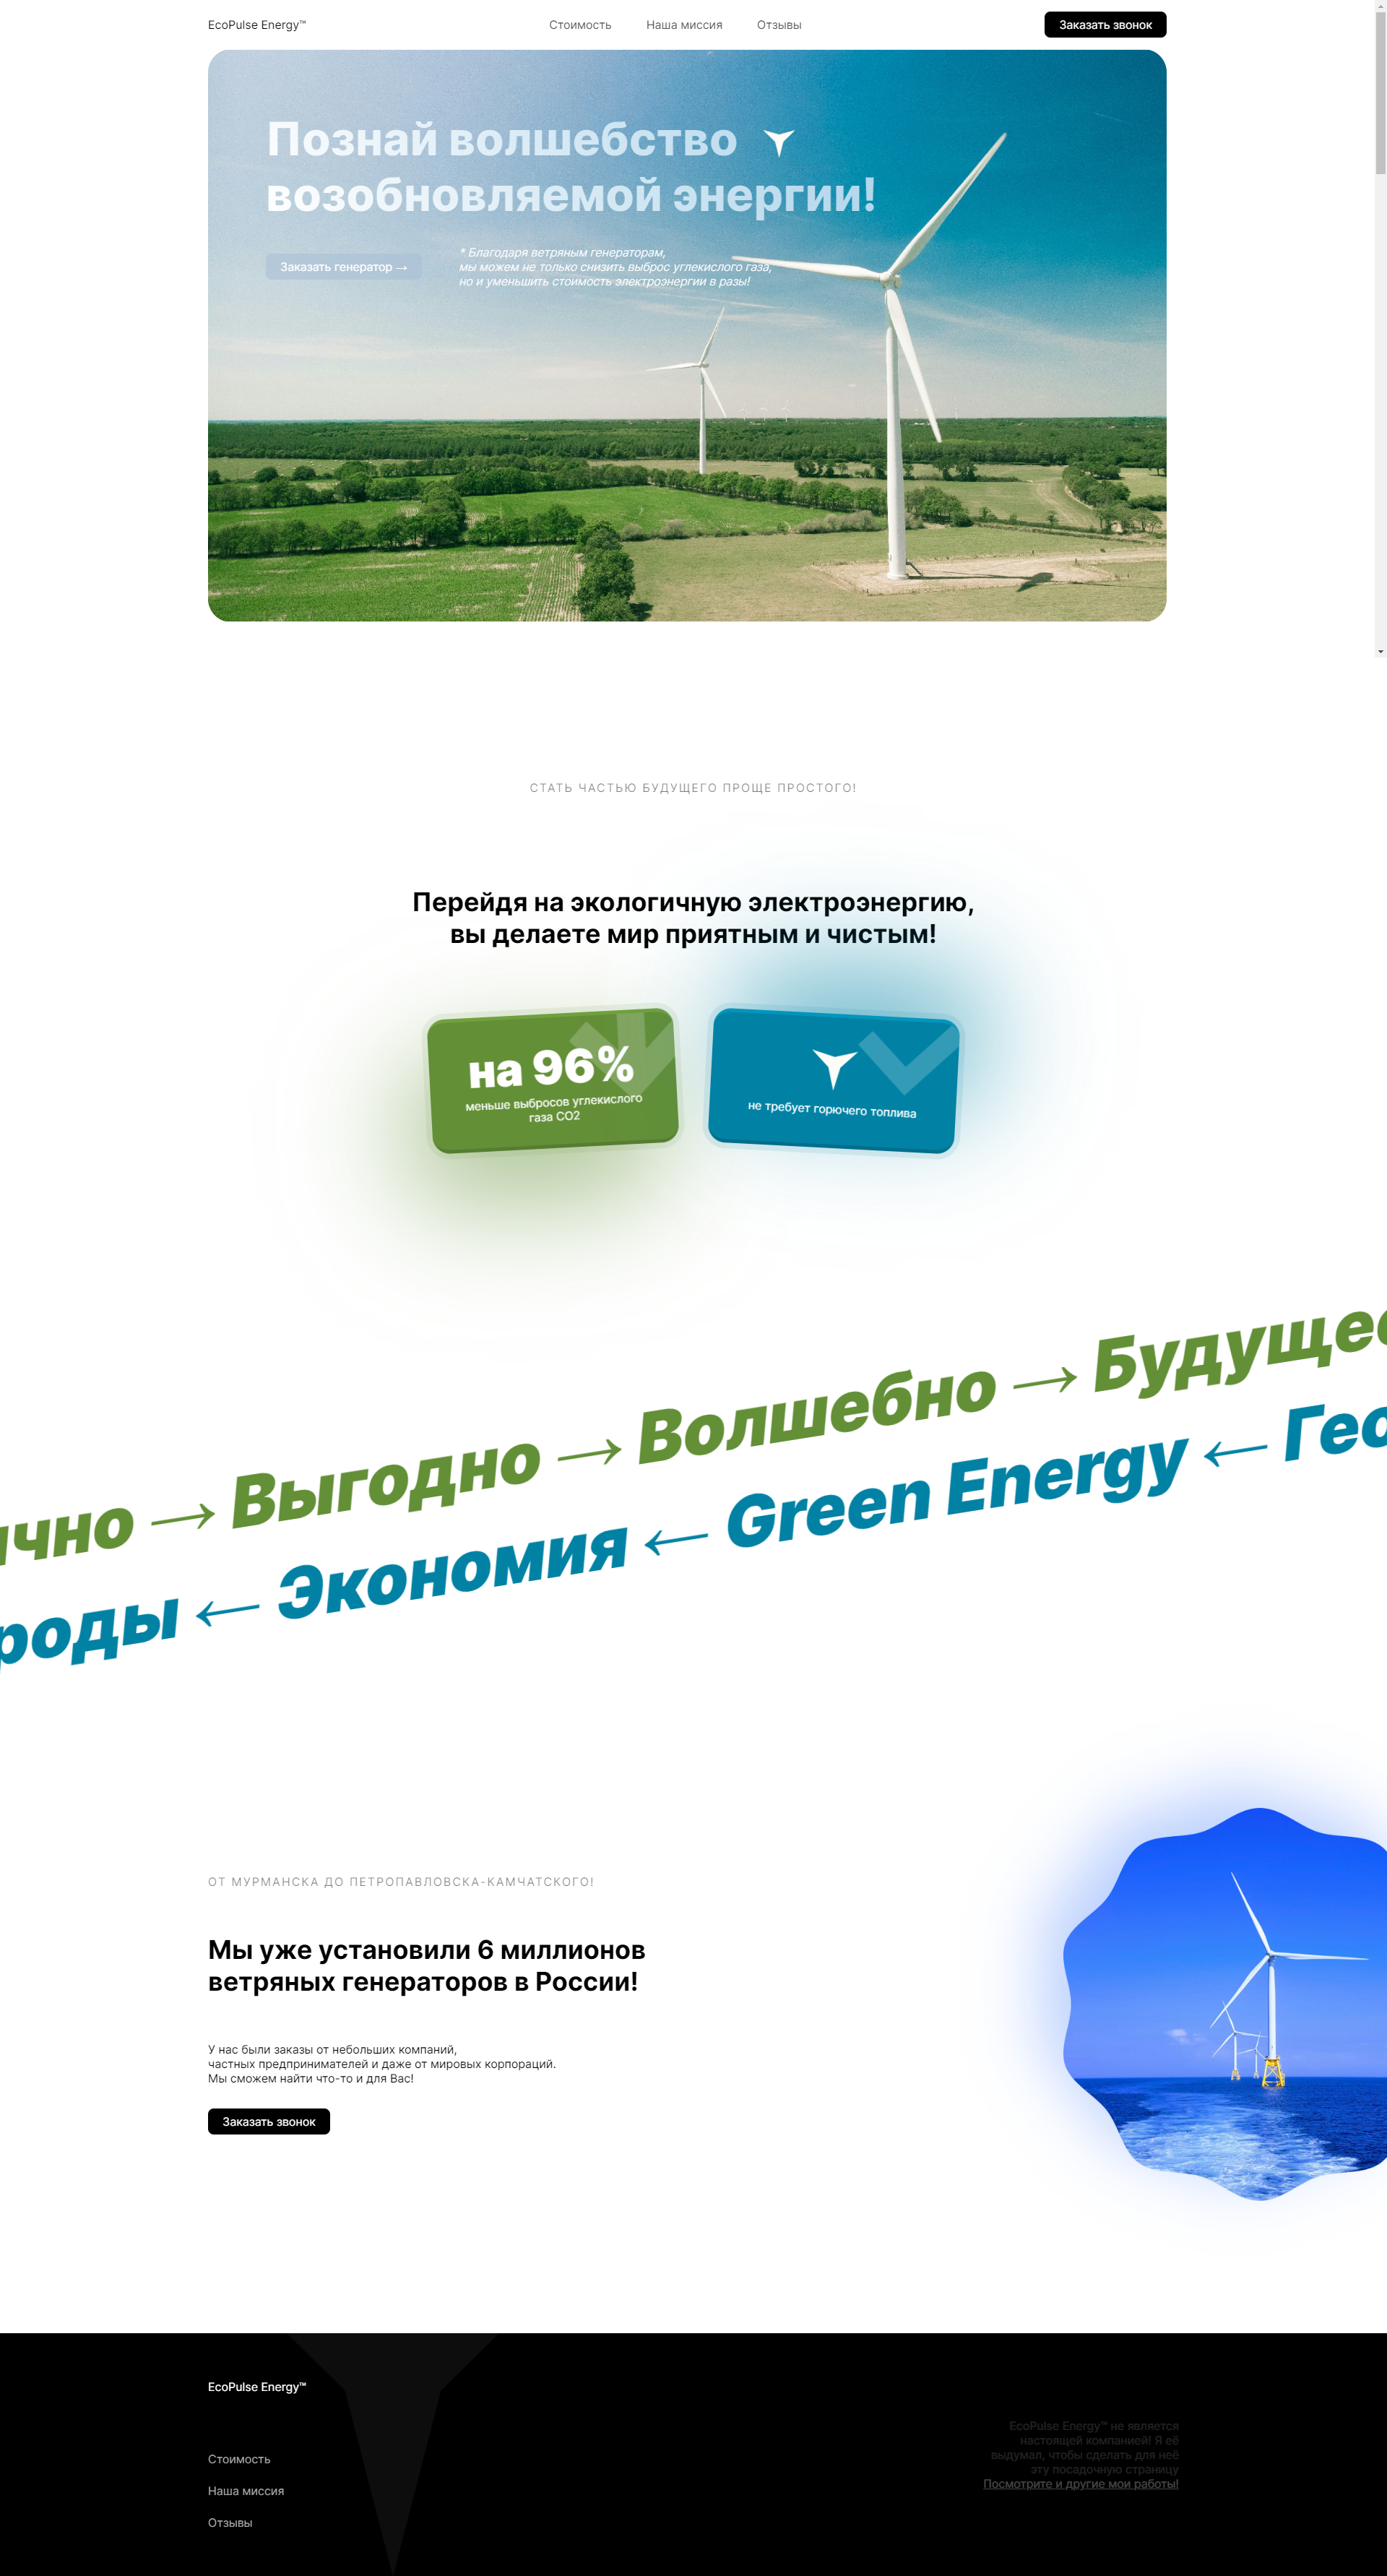 EcoPulse Energy™
Стоимость
Наша миссия
Отзывы
Заказать звонок
Познай волшебство
возобновляемой энергии!
Заказать генератор →
* Благодаря ветряным генераторам,
мы можем не только снизить выброс углекислого газа,
но и уменьшить стоимость электроэнергии в разы!
СТАТЬ ЧАСТЬЮ БУДУЩЕГО ПРОЩЕ ПРОСТОГО!
Перейдя на экологичную электроэнергию,
вы делаете мир приятным и чистым!
на 96%
меньше выбросов углекислого
газа CO2
не требует горючего топлива
ично → Выгодно → Волшебно → Будущее
роды ← Экономия ← Green Energy ← Гео
ОТ МУРМАНСКА ДО ПЕТРОПАВЛОВСКА-КАМЧАТСКОГО!
Мы уже установили 6 миллионов
ветряных генераторов в России!
У нас были заказы от небольших компаний,
частных предпринимателей и даже от мировых корпораций.
Мы сможем найти что-то и для Вас!
Заказать звонок
EcoPulse Energy™
Стоимость
Наша миссия
Отзывы
EcoPulse Energy™ не является
настоящей компанией! Я её
выдумал, чтобы сделать для неё
эту посадочную страницу
Посмотрите и другие мои работы!